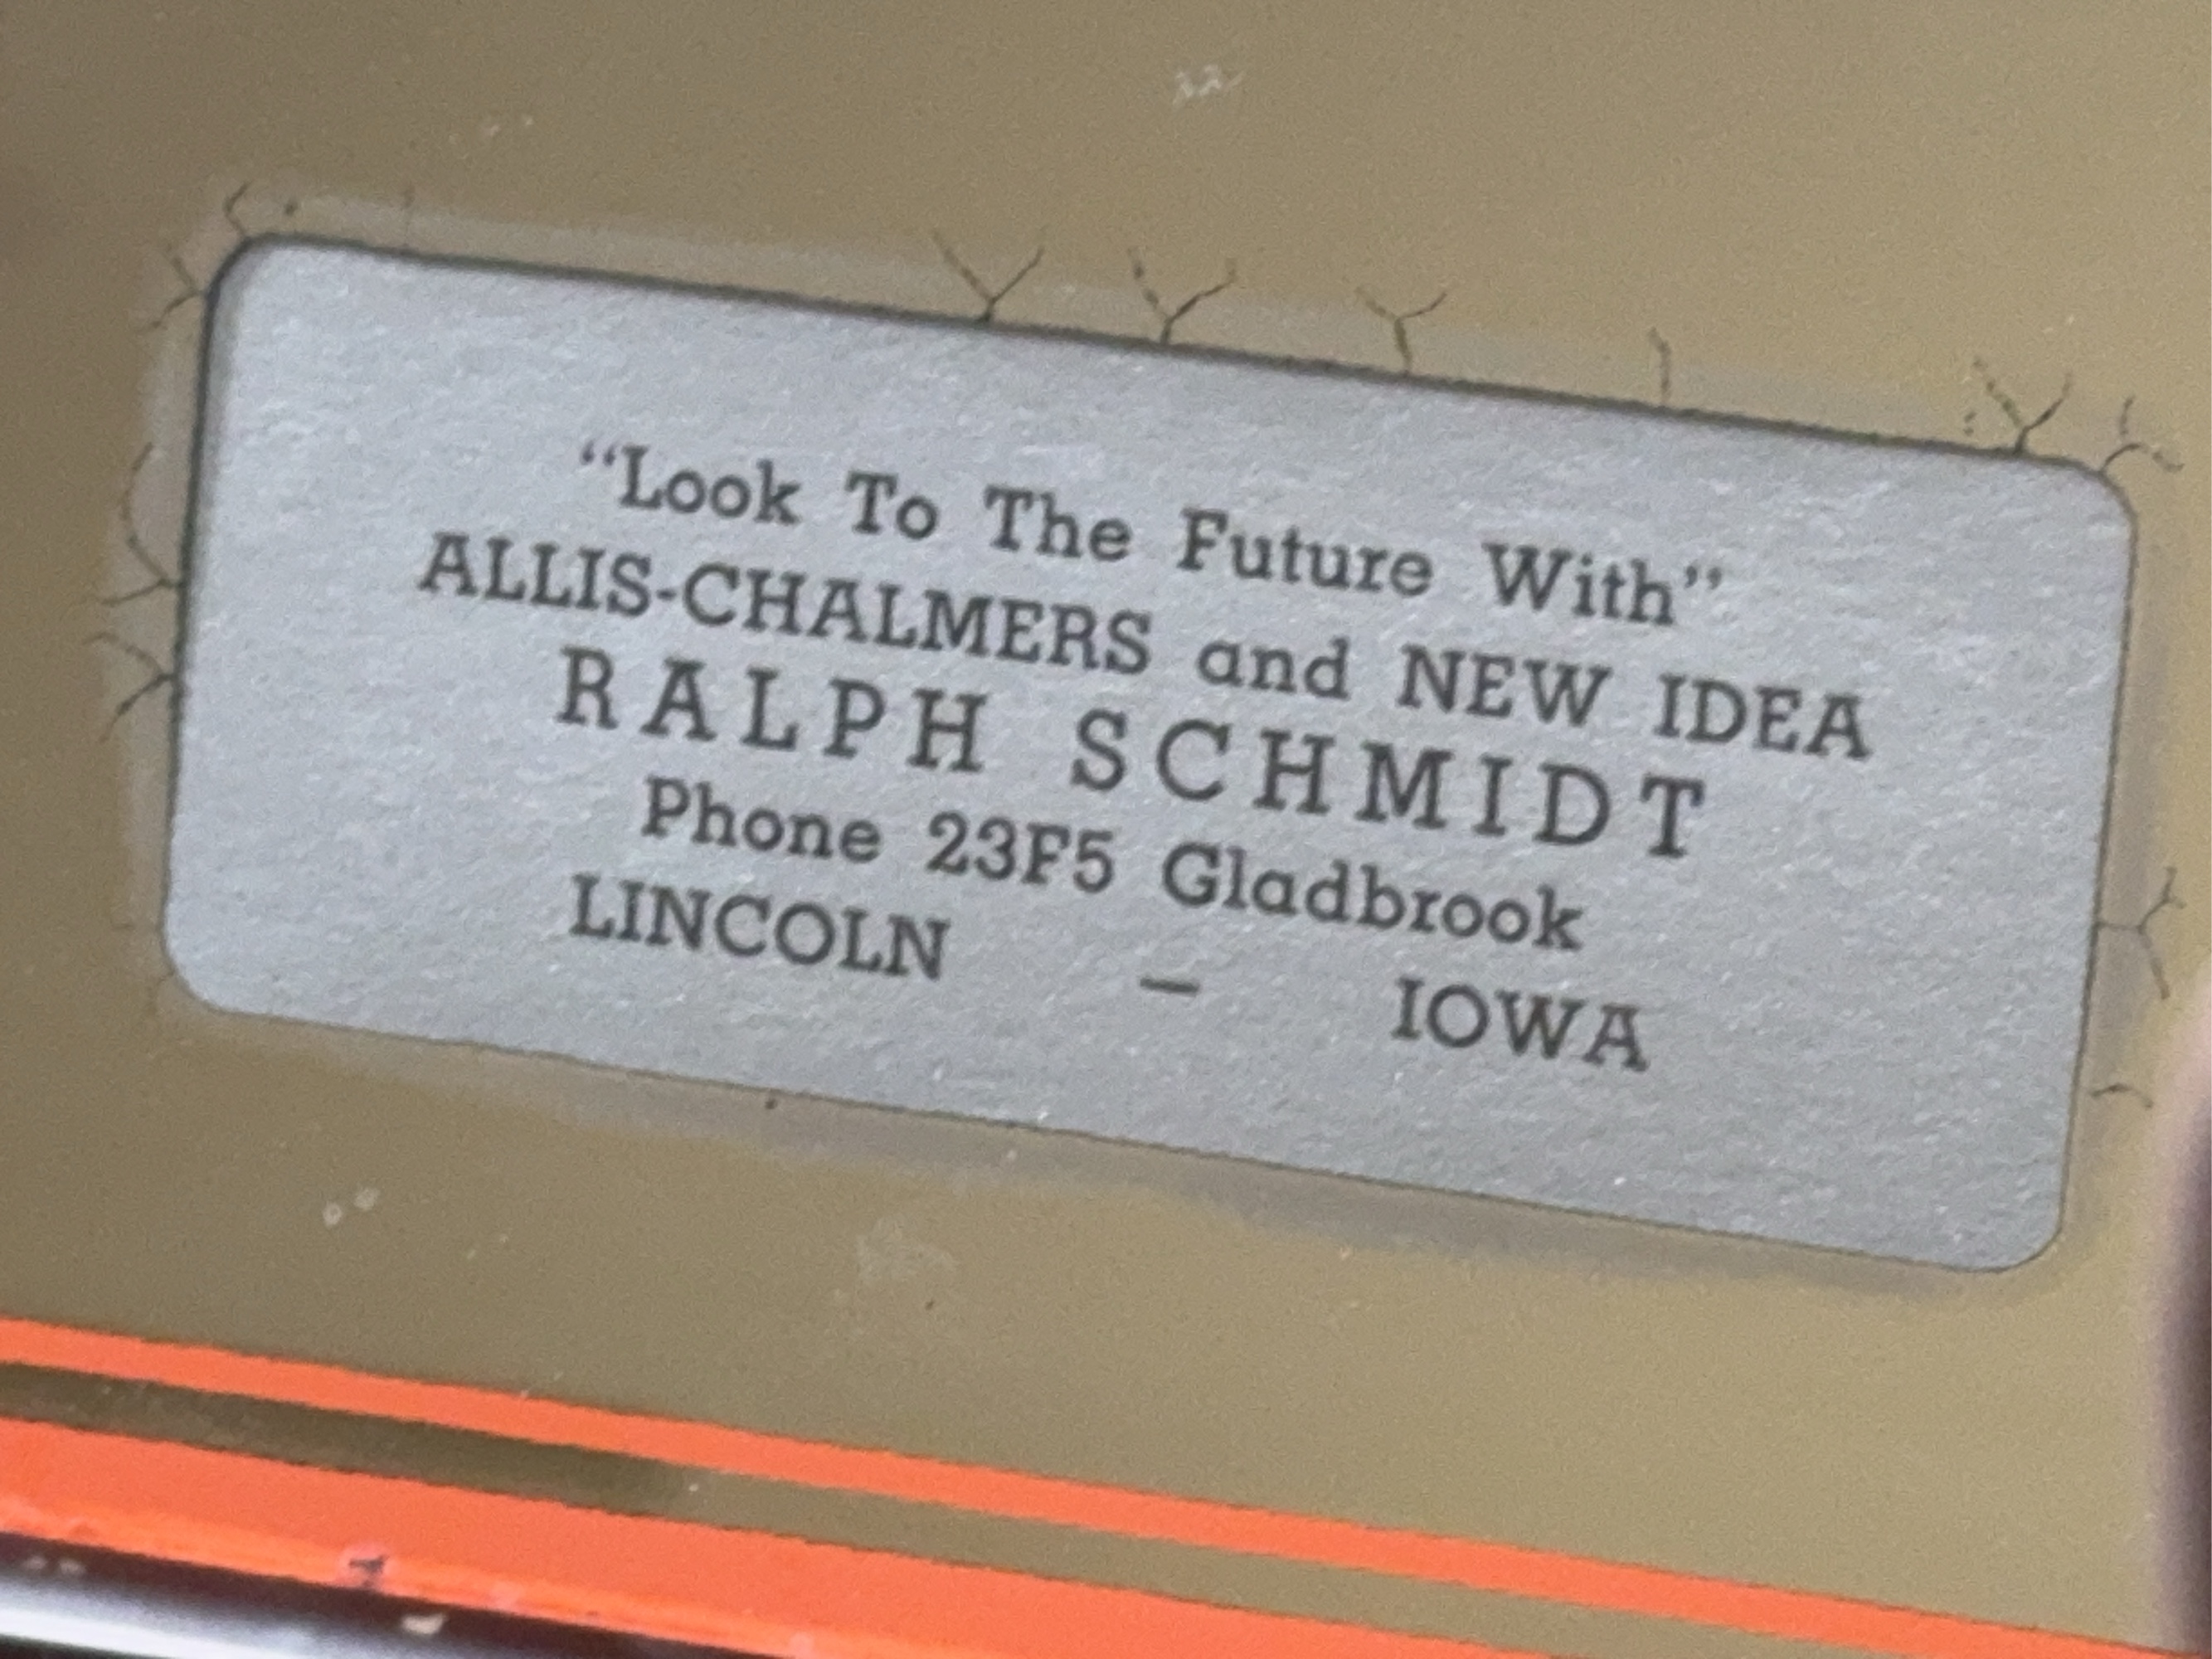 “Look To The Future With”
ALLIS-CHALMERS and NEW IDEA
RALPH SCHMIDT
Phone 23F5 Gladbrook
LINCOLN – IOWA